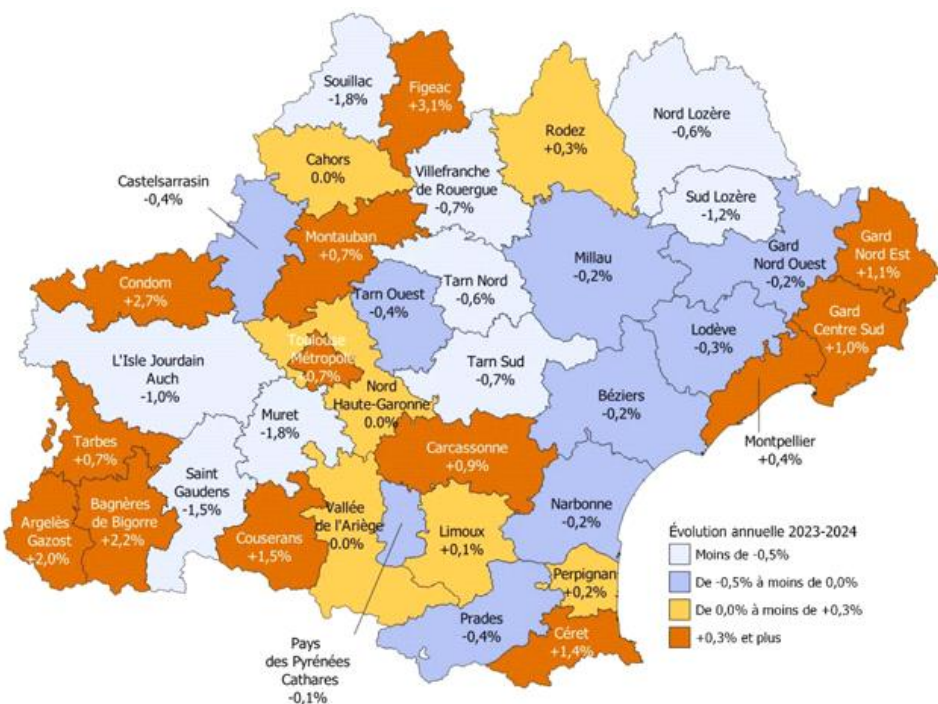 Souillac
-1,8%
Figeac
+3,1%
Nord Lozère
-0,6%
Rodez
+0,3%
Cahors
0.0%
Villefranche
de Rouergue
-0,7%
Castelsarrasin
-0,4%
Sud Lozère
-1,2%
Montauban
+0,7%
Gard
Nord Est
+1,1%
Gard
Nord Ouest
-0,2%
Millau
-0,2%
Condom
+2,7%
Tarn Nord
-0,6%
Tarn Ouest
-0,4%
Gard
Centre Sud
+1,0%
Lodève
-0,3%
Toulouse
Métropole
+0,7%
L'Isle Jourdain
Auch
-1,0%
Tarn Sud
-0,7%
Nord
Haute-Garonne
0.0%
Béziers
-0,2%
Muret
-1,8%
Tarbes
+0,7%
Carcassonne
+0,9%
Montpellier
+0,4%
Saint
Gaudens
-1,5%
Bagnères
de Bigorre
+2,2%
Argelès
Gazost
+2,0%
Couserans
+1,5%
Vallée
de l'Ariège
0.0%
Limoux
+0,1%
Narbonne
-0,2%
Perpignan
+0,2%
Prades
-0,4%
Céret
+1,4%
Pays
des Pyrénées
Cathares
-0,1%
Évolution annuelle 2023-2024
Moins de -0,5%
De -0,5% à moins de 0,0%
De 0,0% à moins de +0,3%
+0,3% et plus